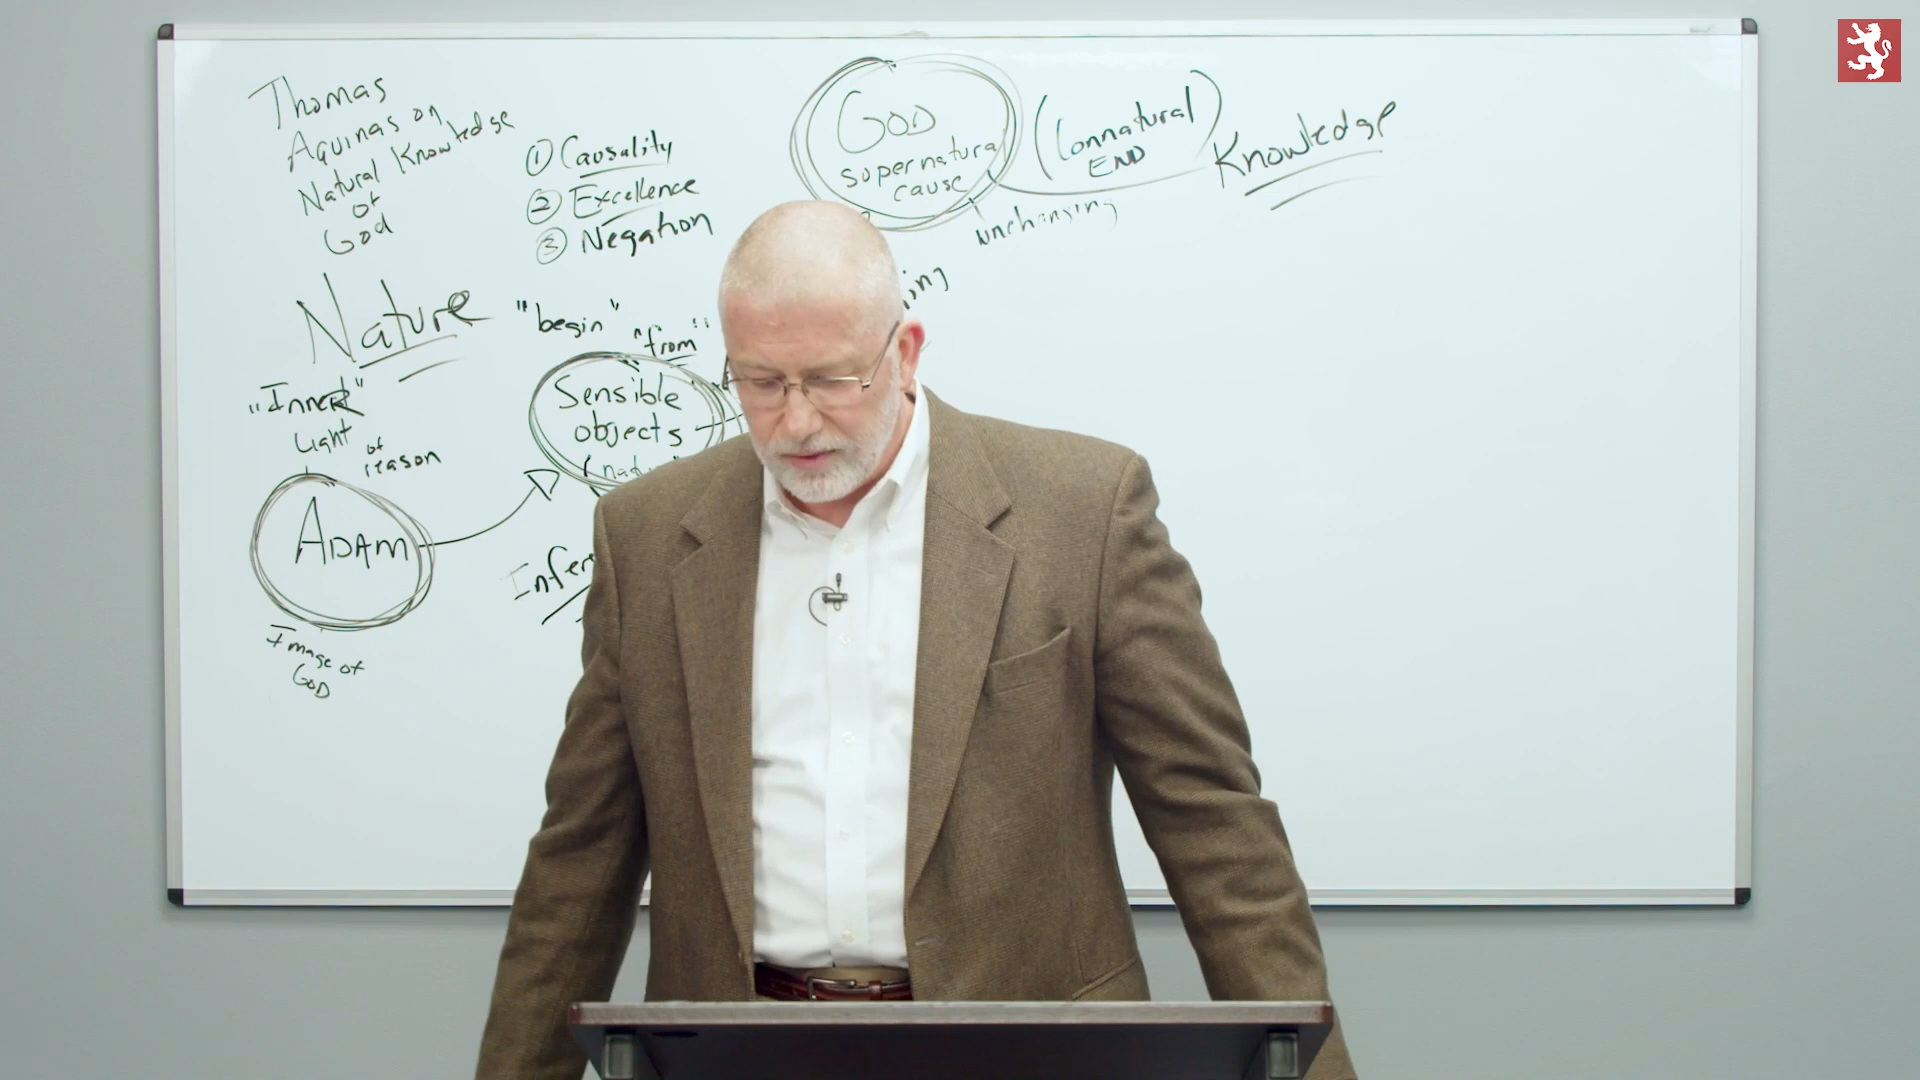 Thomas
Aquinas on
Natural Knowledge
of
God
① Causality
② Excellence
③ Negation
GOD
supernatural
cause
(Connatural)
END
Knowledge
unchanging
Nature
"begin"
"from"
"Inner"
Light of
reason
Sensible
objects
ADAM
Image of
GOD